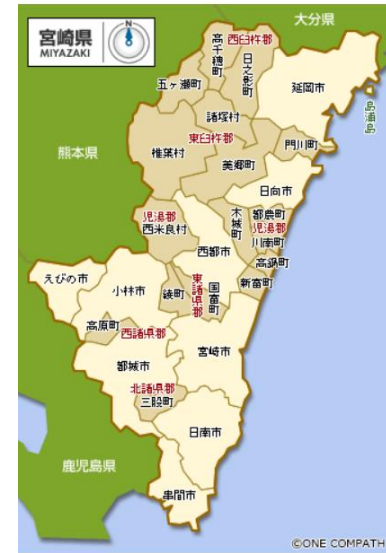 宮崎県
MIYAZAKI
大分県
高千穂町
西臼杵郡
日之影町
五ヶ瀬町
延岡市
島浦島
諸塚村
東臼杵郡
門川町
熊本県
椎葉村
美郷町
日向市
児湯郡
西米良村
木城町
都農町
児湯郡
川南町
西都市
高鍋町
えびの市
小林市
綾町
東諸県郡
国富町
新富町
高原町
西諸県郡
宮崎市
都城市
北諸県郡
三股町
日南市
鹿児島県
串間市
©ONE COMPATH